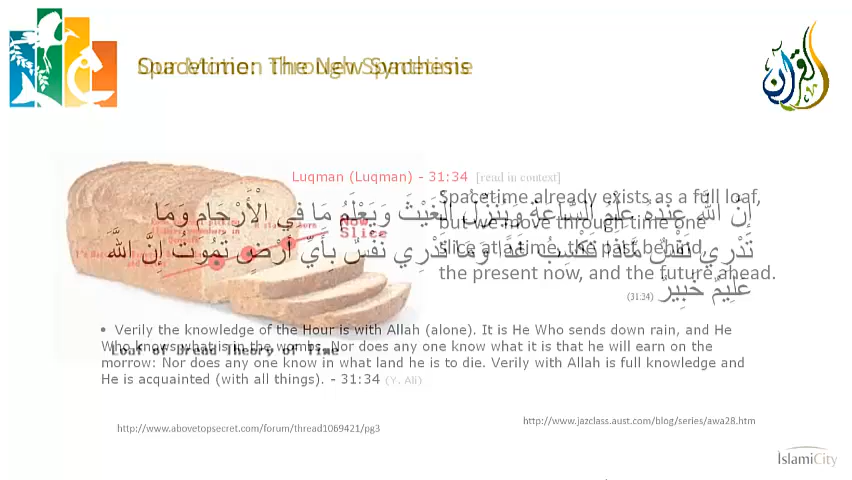 Spacetime: The New Synthesis
Our Motion Through Spacetime
Luqman (Luqman) - 31:34 [read in context]
Spacetime already exists as a full loaf,
but we move through time one
slice at a time, the past behind,
the present now, and the future ahead.
إِنَّ اللَّهَ عِنْدَهُ عِلْمُ السَّاعَةِ وَيُنَزِّلُ الْغَيْثَ وَيَعْلَمُ مَا فِي الْأَرْحَامِ وَمَا
تَدْرِي نَفْسٌ مَّاذَا تَكْسِبُ غَدًا وَمَا تَدْرِي نَفْسٌ بِأَيِّ أَرْضٍ تَمُوتُ إِنَّ اللَّهَ
عَلِيمٌ خَبِيرٌ
(31:34)
Now
Slice
• Verily the knowledge of the Hour is with Allah (alone). It is He Who sends down rain, and He
Who knows what is in the wombs. Nor does any one know what it is that he will earn on the
morrow: Nor does any one know in what land he is to die. Verily with Allah is full knowledge and
He is acquainted (with all things). - 31:34 (Y. Ali)
Loaf of Bread Theory of Time
http://www.abovetopsecret.com/forum/thread1069421/pg3
http://www.jazclass.aust.com/blog/series/awa28.htm
القرآن
IslamiCity